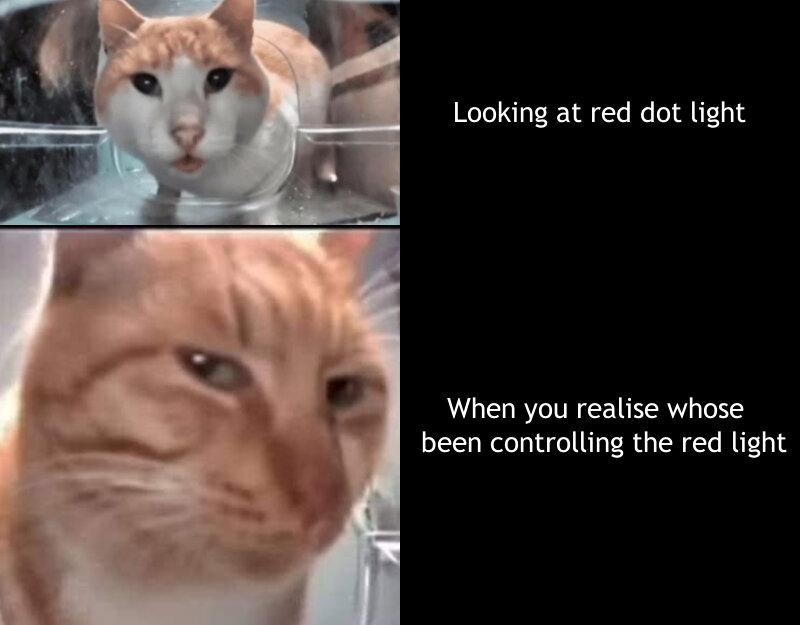 Looking at red dot light
When you realise whose
been controlling the red light